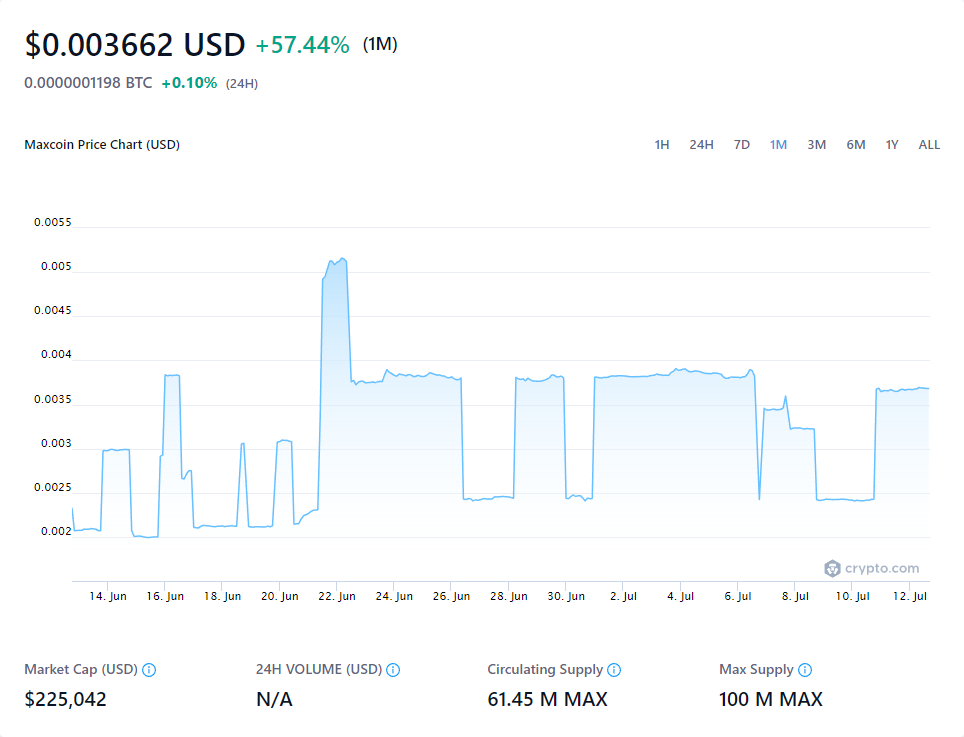 $0.003662 USD +57.44% (1M)
0.0000001198 BTC +0.10% (24H)
Maxcoin Price Chart (USD) 1H 24H 7D 1M 3M 6M 1Y ALL
0.0055
0.005
0.0045
0.004
0.0035
0.003
0.0025
0.002
crypto.com
14. Jun 16. Jun 18. Jun 20. Jun 22. Jun 24. Jun 26. Jun 28. Jun 30. Jun 2. Jul 4. Jul 6. Jul 8. Jul 10. Jul 12. Jul
Market Cap (USD) 24H VOLUME (USD) Circulating Supply Max Supply
$225,042 N/A 61.45 M MAX 100 M MAX